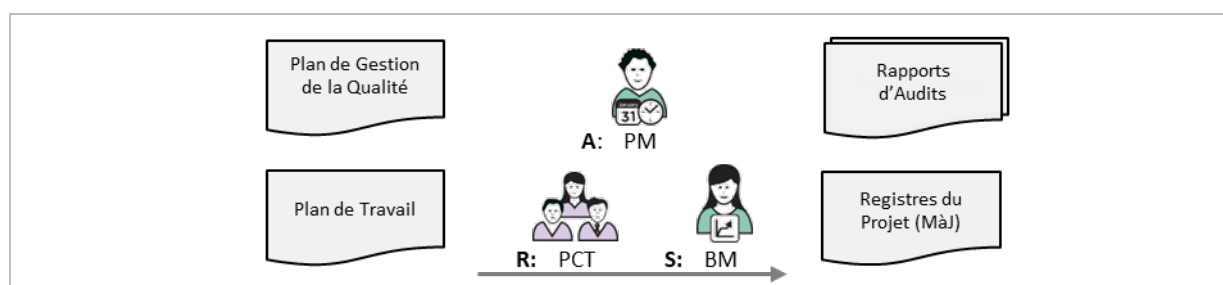 Plan de Gestion
de la Qualité
31
A: PM
Rapports
d'Audits
Plan de Travail
R: PCT
S: BM
Registres du
Projet (MàJ)